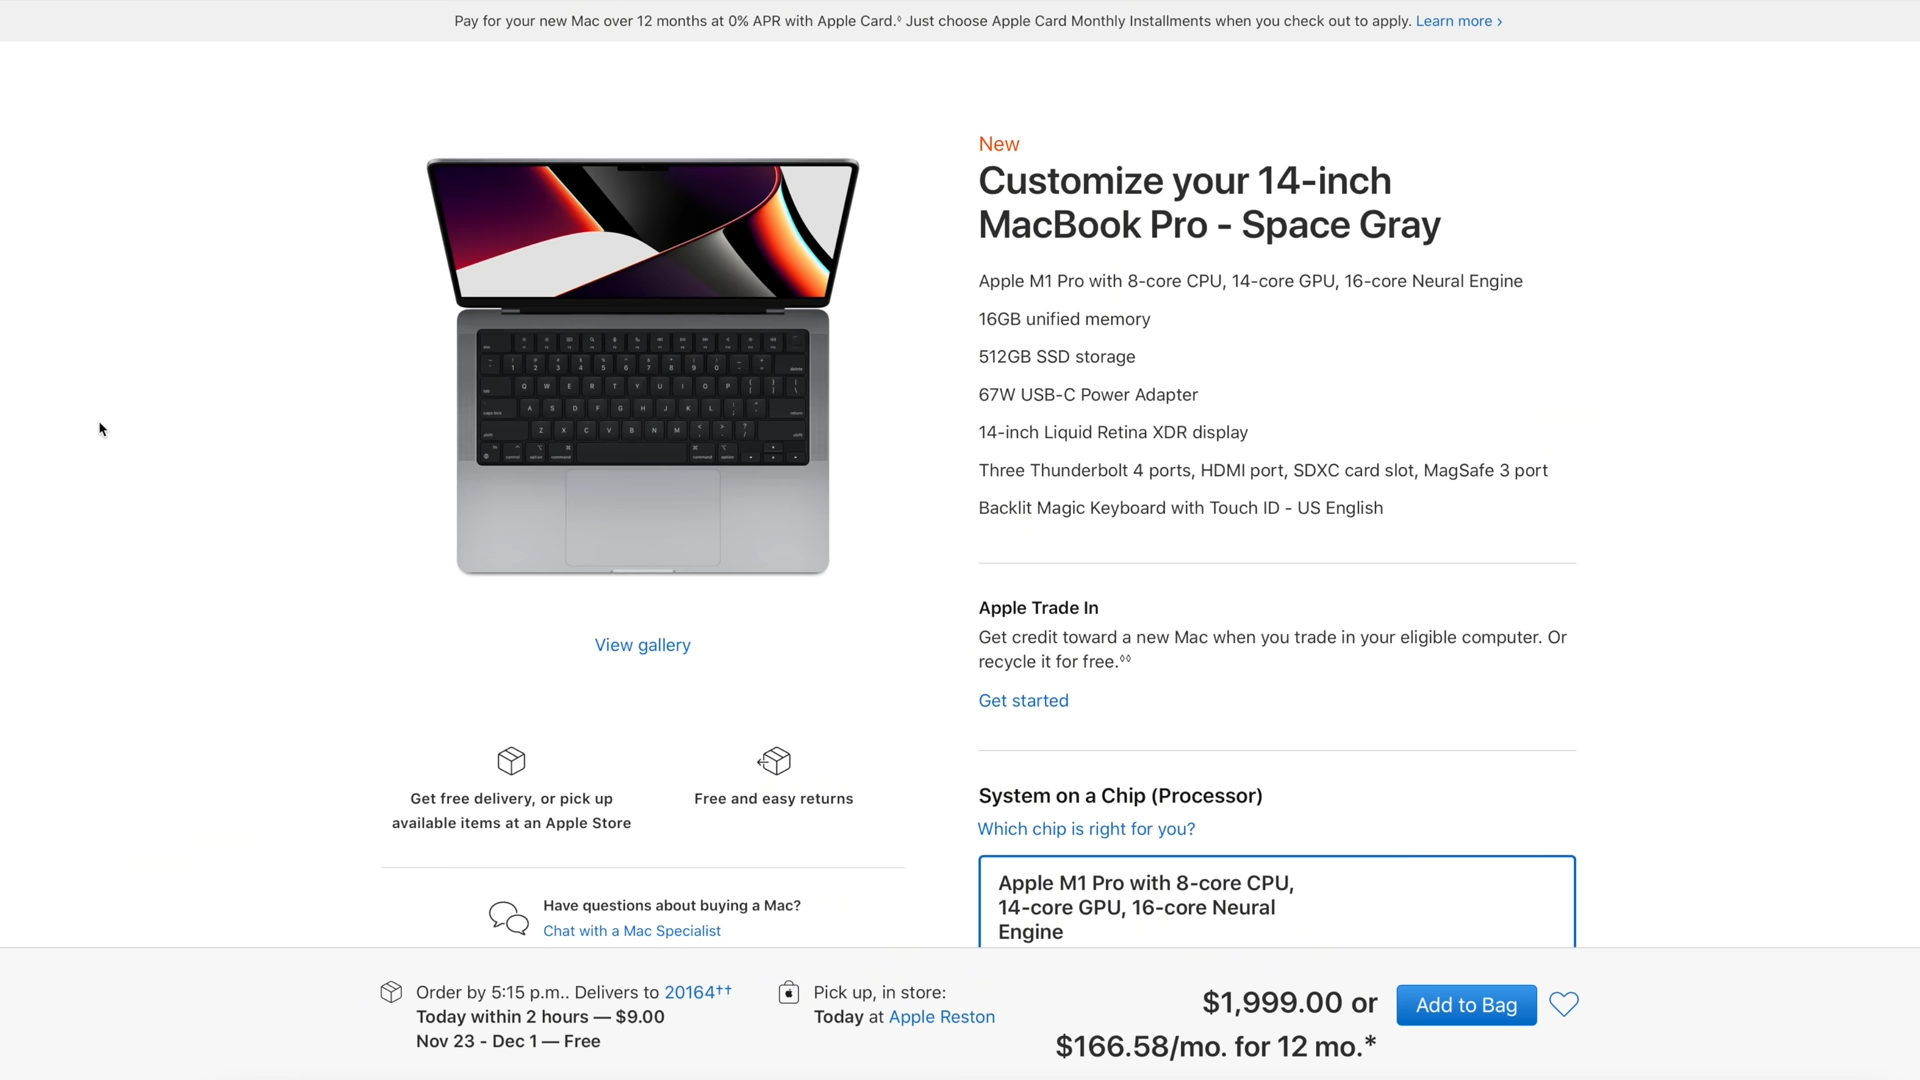 Pay for your new Mac over 12 months at 0% APR with Apple Card.◊ Just choose Apple Card Monthly Installments when you check out to apply. Learn more ›
New
Customize your 14-inch
MacBook Pro - Space Gray
Apple M1 Pro with 8-core CPU, 14-core GPU, 16-core Neural Engine
16GB unified memory
512GB SSD storage
67W USB-C Power Adapter
14-inch Liquid Retina XDR display
Three Thunderbolt 4 ports, HDMI port, SDXC card slot, MagSafe 3 port
Backlit Magic Keyboard with Touch ID - US English
View gallery
Apple Trade In
Get credit toward a new Mac when you trade in your eligible computer. Or
recycle it for free.◊◊
Get started
Get free delivery, or pick up
available items at an Apple Store
Free and easy returns
Have questions about buying a Mac?
Chat with a Mac Specialist
System on a Chip (Processor)
Which chip is right for you?
Apple M1 Pro with 8-core CPU,
14-core GPU, 16-core Neural
Engine
Order by 5:15 p.m.. Delivers to 20164††
Today within 2 hours — $9.00
Nov 23 - Dec 1 — Free
Pick up, in store:
Today at Apple Reston
$1,999.00 or
$166.58/mo. for 12 mo.*
Add to Bag